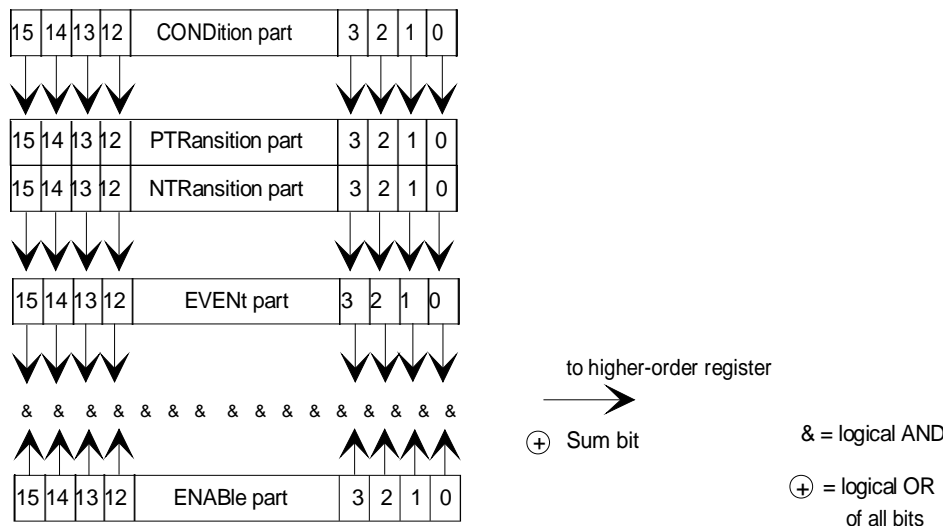 15 14 13 12 CONDition part 3 2 1 0
15 14 13 12 PTRansition part 3 2 1 0
15 14 13 12 NTRansition part 3 2 1 0
15 14 13 12 EVENt part 3 2 1 0
to higher-order register
& & & & & & & & & & & & & & & &
+ Sum bit
& = logical AND
15 14 13 12 ENABle part 3 2 1 0
+ = logical OR
of all bits